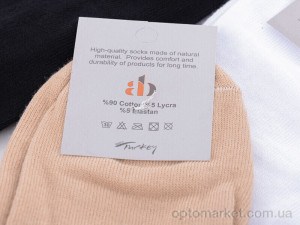 High-quality socks made of natural
material. Provides comfort and
durability of products for long time.
ab
%90 Cotton %5 Lycra
%5 Elastan
Turkey
optomarket.com.ua